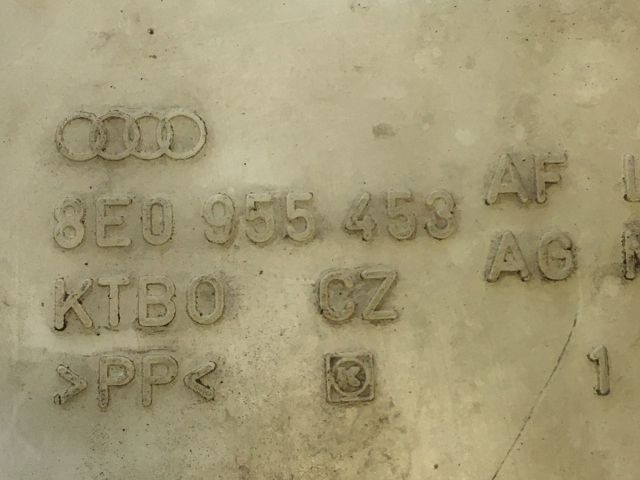 8E0 955 453
AF
AG
KTBO CZ
>PP< K
1